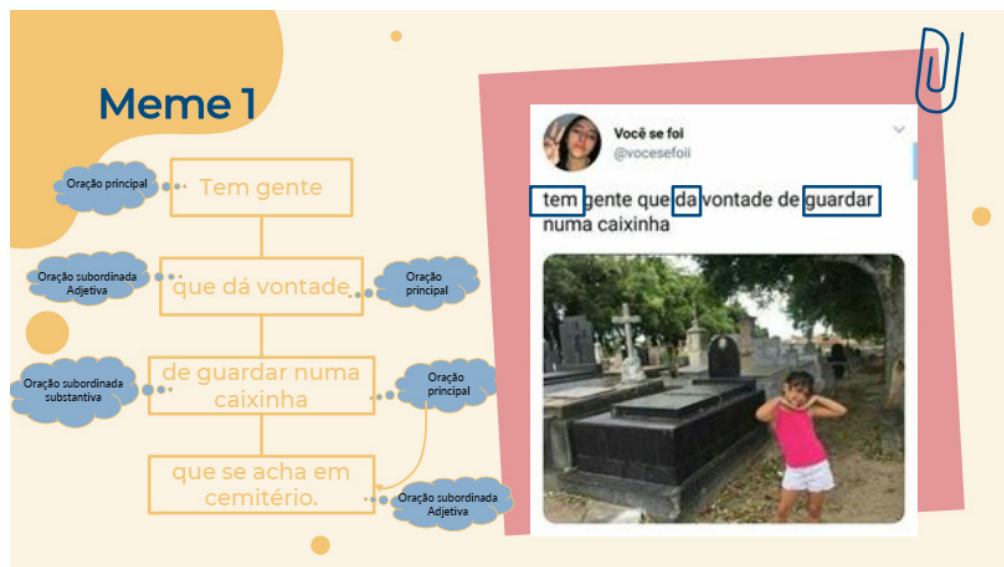 Meme 1
Oração principal
Tem gente
Oração subordinada
Adjetiva
que dá vontade
Oração
principal
Oração subordinada
substantiva
de guardar numa
caixinha
Oração
principal
que se acha em
cemitério.
Oração subordinada
Adjetiva
Você se foi
@vocesefoii
tem gente que da vontade de guardar
numa caixinha